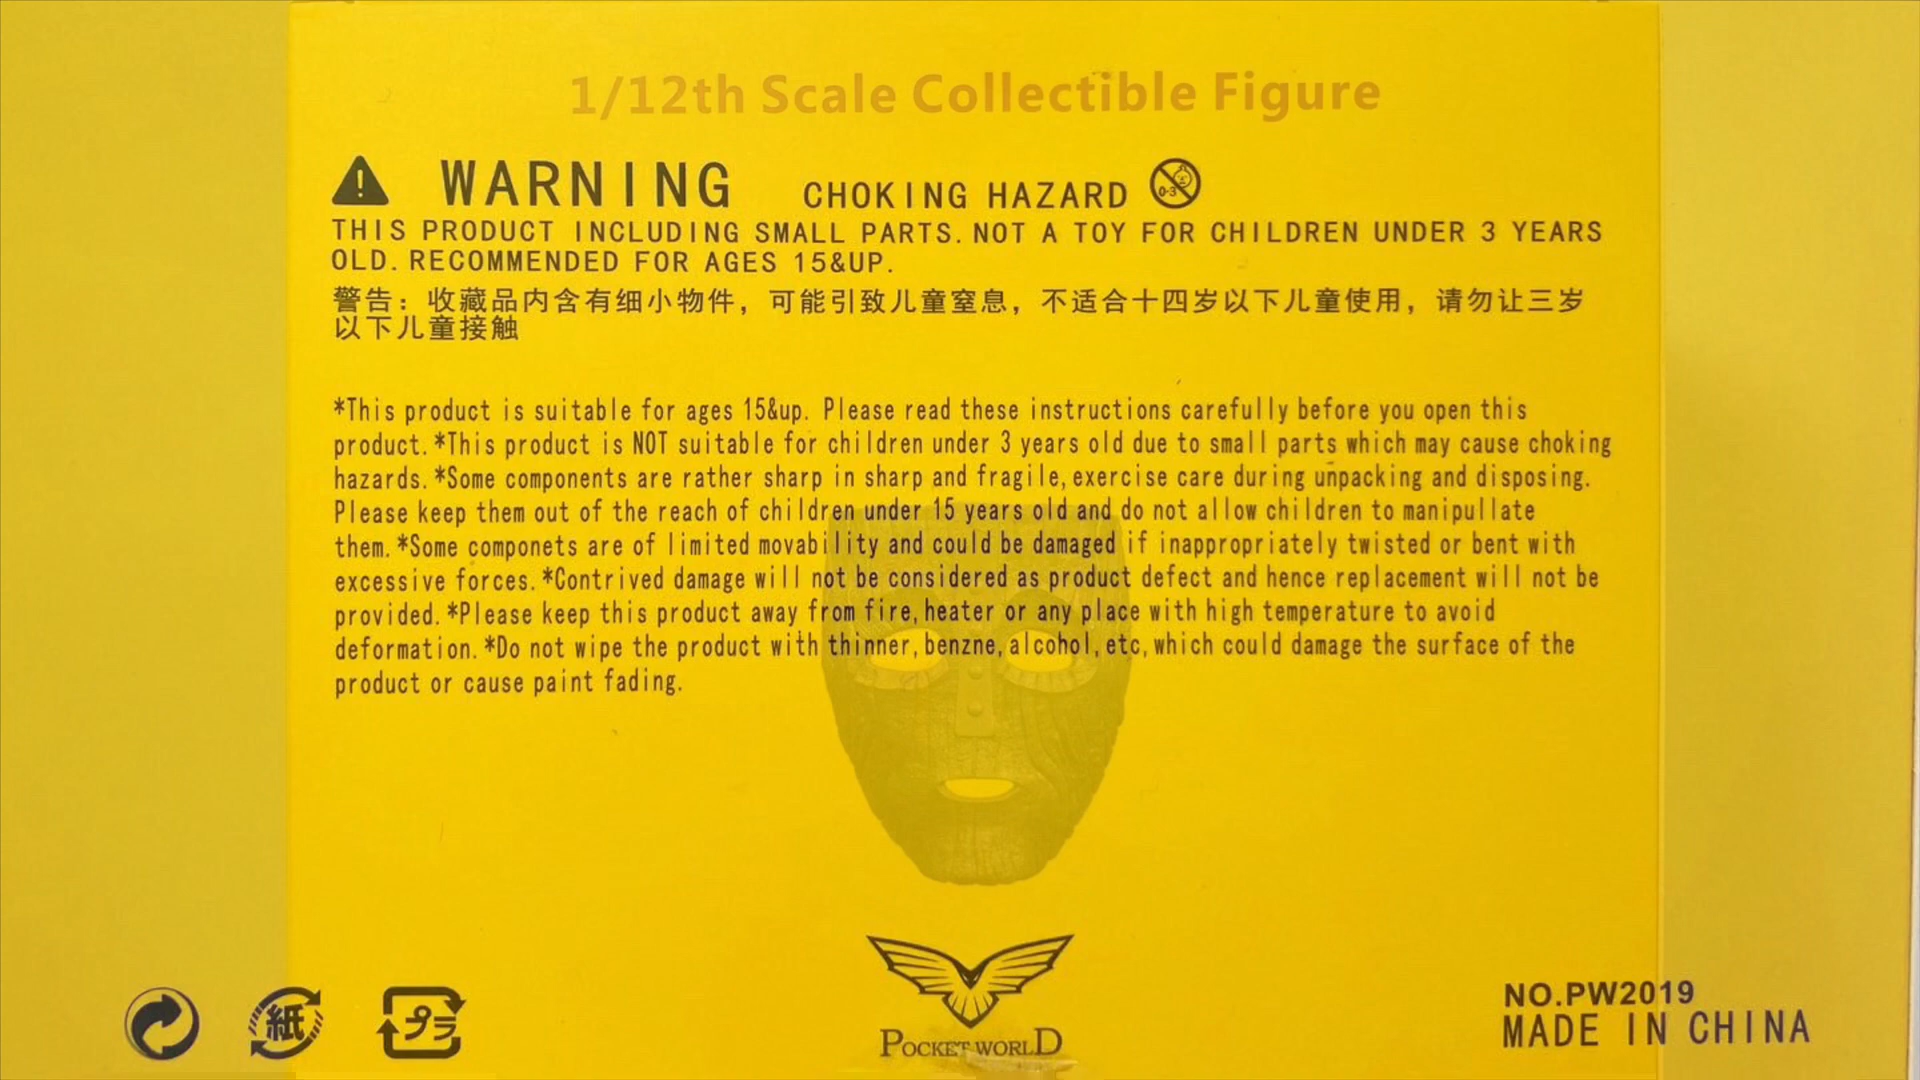 1/12th Scale Collectible Figure
WARNING CHOKING HAZARD
0-3
THIS PRODUCT INCLUDING SMALL PARTS. NOT A TOY FOR CHILDREN UNDER 3 YEARS
OLD. RECOMMENDED FOR AGES 15&UP.
警告：收藏品内含有细小物件，可能引致儿童窒息，不适合十四岁以下儿童使用，请勿让三岁
以下儿童接触
*This product is suitable for ages 15&up. Please read these instructions carefully before you open this
product. *This product is NOT suitable for children under 3 years old due to small parts which may cause choking
hazards. *Some components are rather sharp in sharp and fragile, exercise care during unpacking and disposing.
Please keep them out of the reach of children under 15 years old and do not allow children to manipullate
them. *Some componets are of limited movability and could be damaged if inappropriately twisted or bent with
excessive forces. *Contrived damage will not be considered as product defect and hence replacement will not be
provided. *Please keep this product away from fire, heater or any place with high temperature to avoid
deformation. *Do not wipe the product with thinner, benzne, alcohol, etc, which could damage the surface of the
product or cause paint fading.
紙
プラ
POCKET WORLD
NO.PW2019
MADE IN CHINA